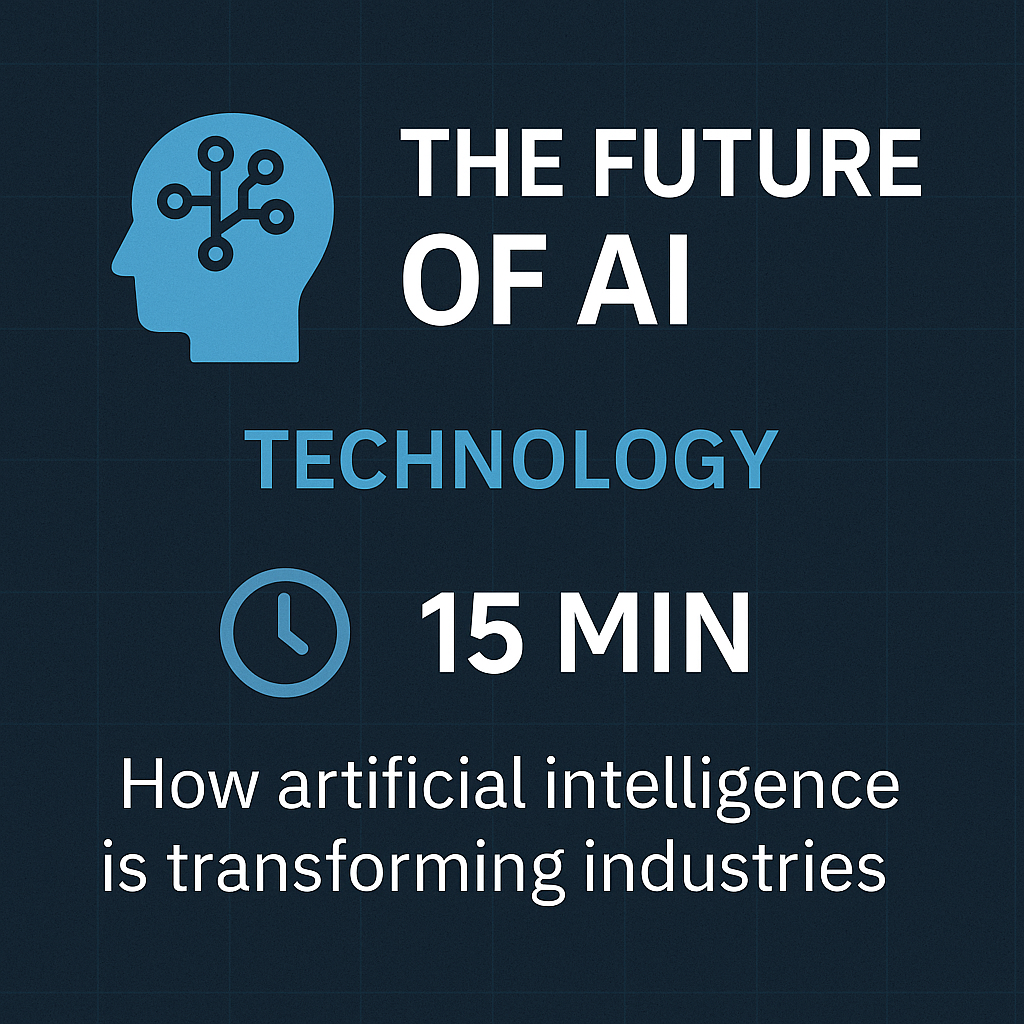 THE FUTURE
OF AI
TECHNOLOGY
15 MIN
How artificial intelligence
is transforming industries